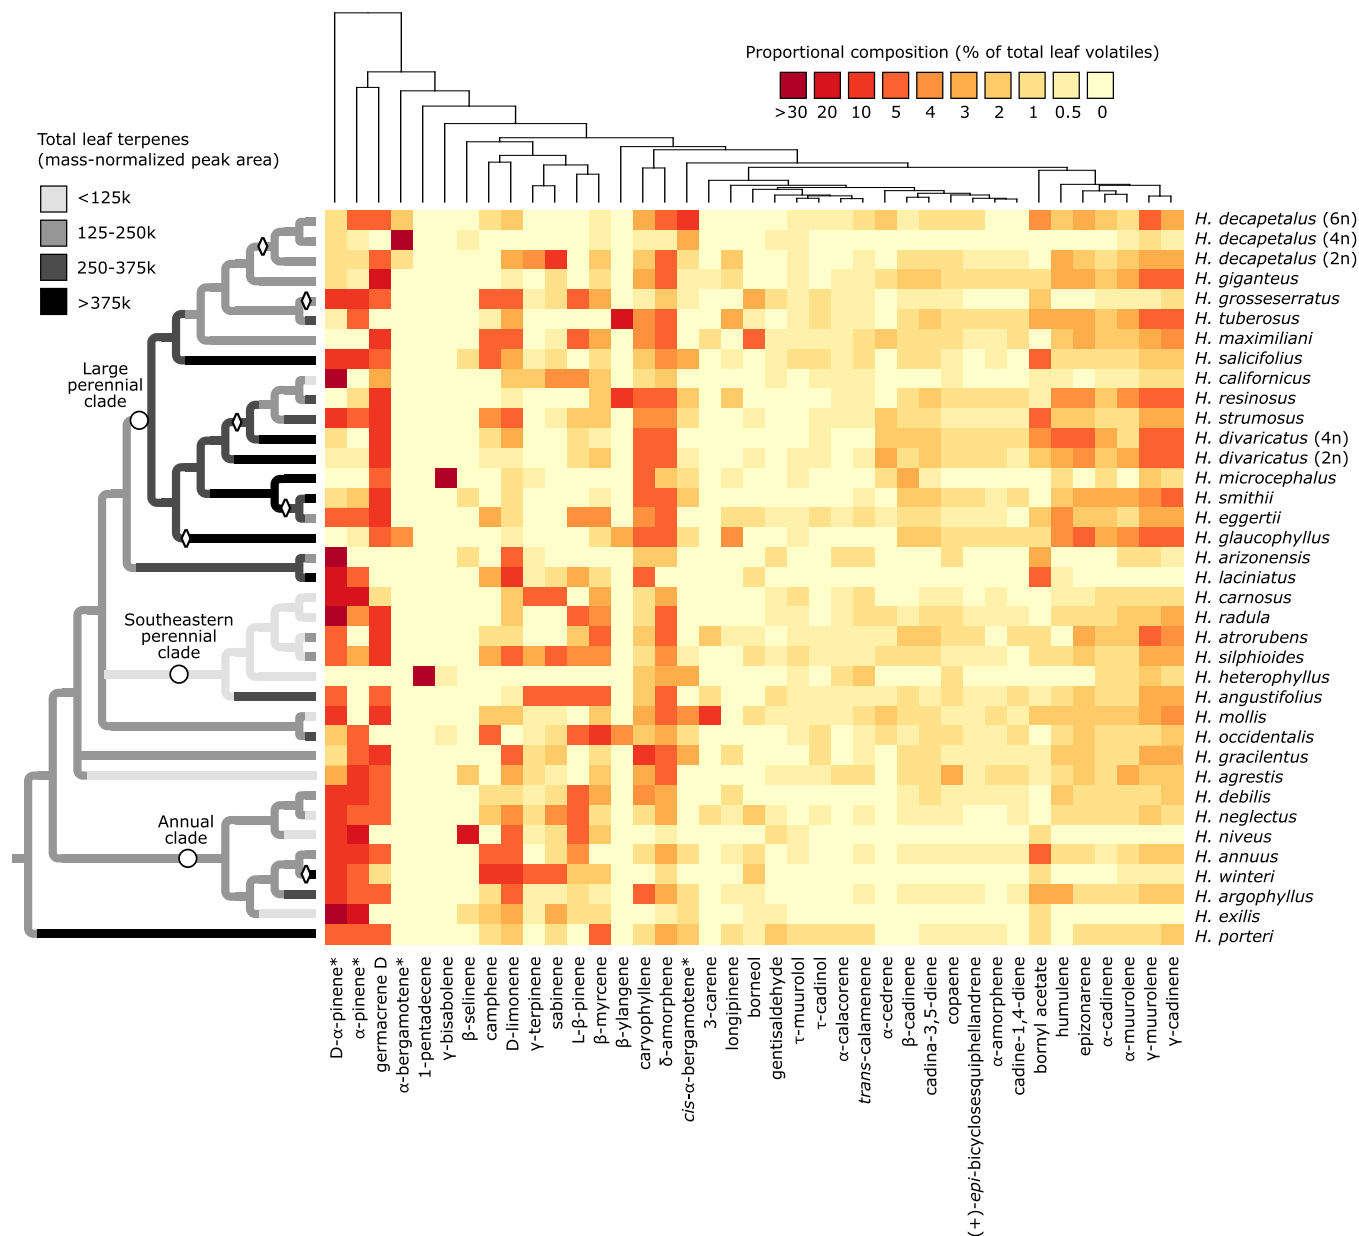 Proportional composition (% of total leaf volatiles)
>30 20 10 5 4 3 2 1 0.5 0
Total leaf terpenes
(mass-normalized peak area)
<125k
125-250k
250-375k
>375k
Large
perennial
clade
Southeastern
perennial
clade
Annual
clade
H. decapetalus (6n)
H. decapetalus (4n)
H. decapetalus (2n)
H. giganteus
H. grosseserratus
H. tuberosus
H. maximiliani
H. salicifolius
H. californicus
H. resinosus
H. strumosus
H. divaricatus (4n)
H. divaricatus (2n)
H. microcephalus
H. smithii
H. eggertii
H. glaucophyllus
H. arizonensis
H. laciniatus
H. carnosus
H. radula
H. atrorubens
H. silphioides
H. heterophyllus
H. angustifolius
H. mollis
H. occidentalis
H. gracilentus
H. agrestis
H. debilis
H. neglectus
H. niveus
H. annuus
H. winteri
H. argophyllus
H. exilis
H. porteri
D-α-pinene*
α-pinene*
germacrene D
α-bergamotene*
1-pentadecene
γ-bisabolene
β-selinene
camphene
D-limonene
γ-terpinene
sabinene
L-β-pinene
β-myrcene
β-ylangene
caryophyllene
δ-amorphene
cis-α-bergamotene*
3-carene
longipinene
borneol
gentisaldehyde
τ-muurolol
τ-cadinol
α-calacorene
trans-calamenene
α-cedrene
β-cadinene
cadina-3,5-diene
copaene
(+)-epi-bicyclosesquiphellandrene
α-amorphene
cadine-1,4-diene
bornyl acetate
humulene
epizonarene
α-cadinene
α-muurolene
γ-muurolene
γ-cadinene